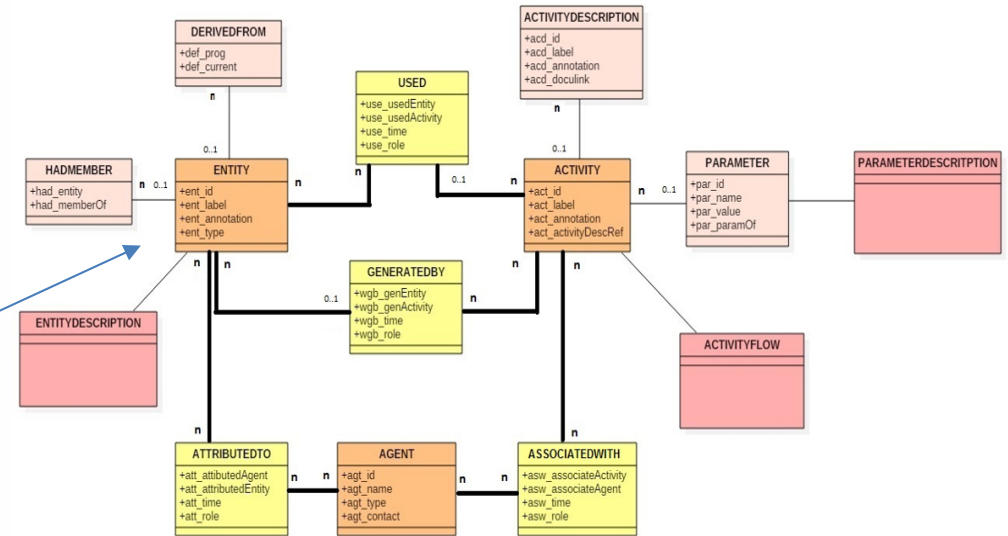 DERIVEDFROM
+def_prog
+def_current
n
0..1
ACTIVITYDESCRIPTION
+acd_id
+acd_label
+acd_annotation
+acd_doculink
n
0..1
USED
+use_usedEntity
+use_usedActivity
+use_time
+use_role
n
n
0..1
n
HADMEMBER
+had_entity
+had_memberOf
n 0..1
ENTITY
+ent_id
+ent_label
+ent_annotation
+ent_type
n
n
ACTIVITY
+act_id
+act_label
+act_annotation
+act_activityDescRef
n
n
n 0..1
PARAMETER
+par_id
+par_name
+par_value
+par_paramOf
PARAMETERDESCRITPTION
GENERATEDBY
+wgb_genEntity
+wgb_genActivity
+wgb_time
+wgb_role
0..1
n
ENTITYDESCRIPTION
ACTIVITYFLOW
n
n
ATTRIBUTEDTO
+att_attibutedAgent
+att_attributedEntity
+att_time
+att_role
n
n
AGENT
+agt_id
+agt_name
+agt_type
+agt_contact
n
n
ASSOCIATEDWITH
+asw_associateActivity
+asw_associateAgent
+asw_time
+asw_role